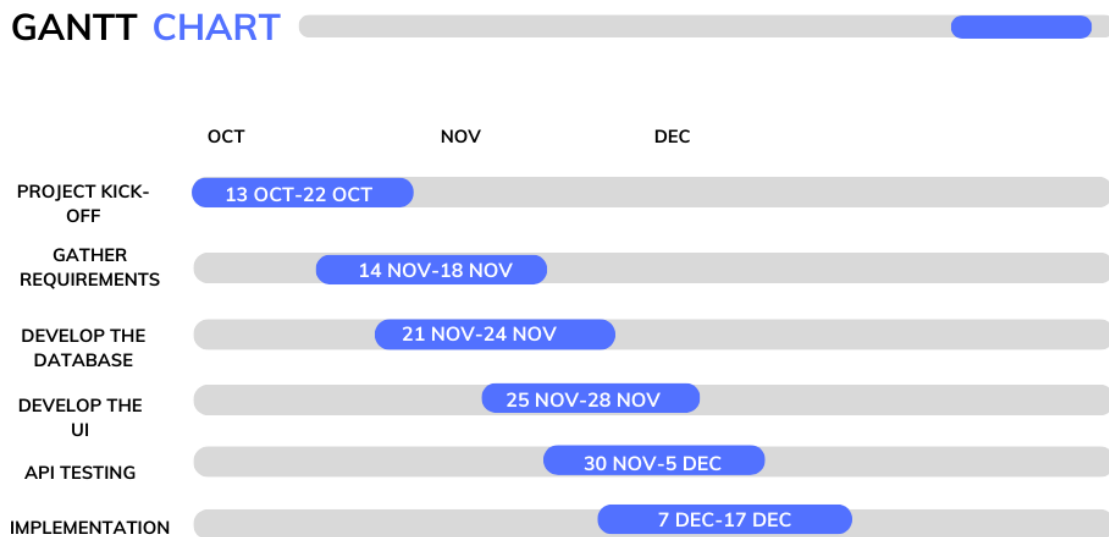 GANTT CHART
OCT NOV DEC
PROJECT KICK-
OFF
13 OCT-22 OCT
GATHER
REQUIREMENTS
14 NOV-18 NOV
DEVELOP THE
DATABASE
21 NOV-24 NOV
DEVELOP THE
UI
25 NOV-28 NOV
API TESTING
30 NOV-5 DEC
IMPLEMENTATION
7 DEC-17 DEC